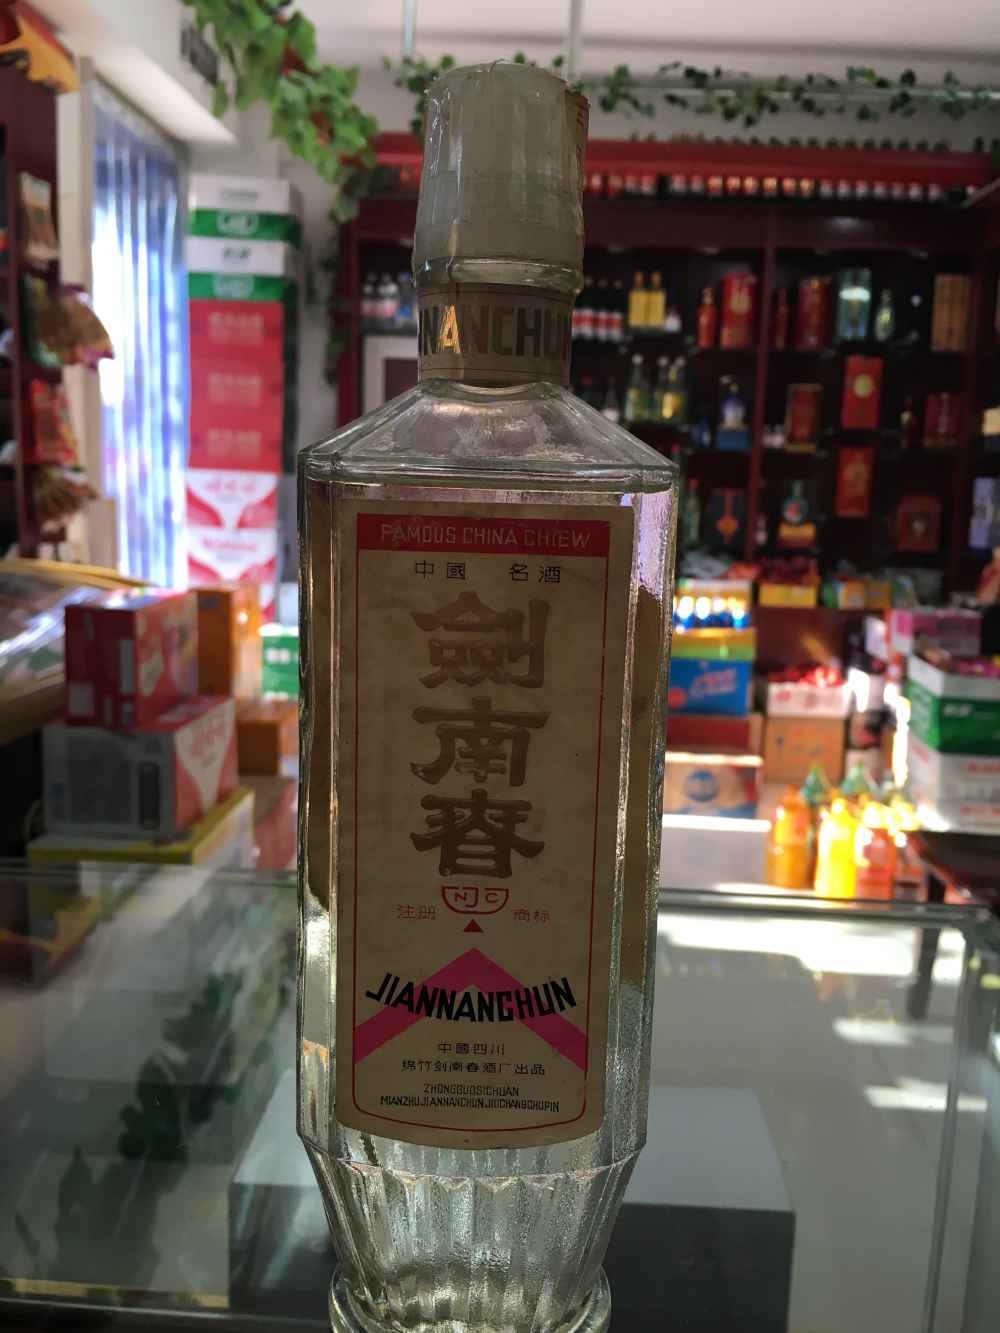 NANCHUN
FAMOUS CHINA CHIEW
中國 名酒
劍
南
春
NJC
注册 商标
JIANNANCHUN
中國四川
绵竹剑南春酒厂出品
ZHONGGUOSICHUAN
MIANZHUJIANNANCHUNJIUCHANGCHUPIN